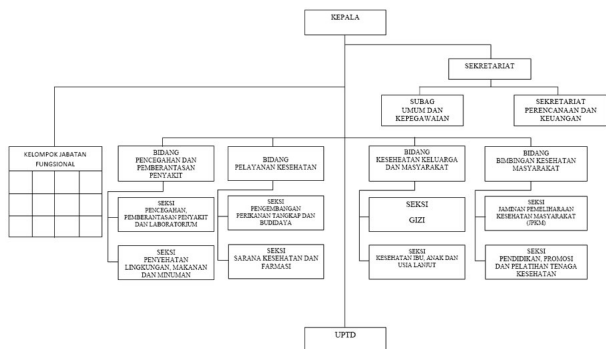 KEPALA
SEKRETARIAT
SUBAG
UMUM DAN
KEPEGAWAIAN
SEKRETARIAT
PERENCANAAN DAN
KEUANGAN
KELOMPOK JABATAN
FUNGSIONAL
BIDANG
PENCEGAHAN DAN
PEMBERANTASAN
PENYAKIT
BIDANG
PELAYANAN KESEHATAN
BIDANG
KESEHEATAN KELUARGA
DAN MASYARAKAT
BIDANG
BIMBINGAN KESEHATAN
MASYARAKAT
SEKSI
PENCEGAHAN,
PEMBERANTASAN PENYAKIT
DAN LABORATORIUM
SEKSI
PENGEMBANGAN
PERIKANAN TANGKAP DAN
BUDIDAYA
SEKSI
GIZI
SEKSI
JAMINAN PEMELIHARAAN
KESEHATAN MASYARAKAT
(JPKM)
SEKSI
PENYEHATAN
LINGKUNGAN, MAKANAN
DAN MINUMAN
SEKSI
SARANA KESEHATAN DAN
FARMASI
SEKSI
KESEHATAN IBU, ANAK DAN
USIA LANJUT
SEKSI
PENDIDIKAN, PROMOSI
DAN PELATIHAN TENAGA
KESEHATAN
UPTD